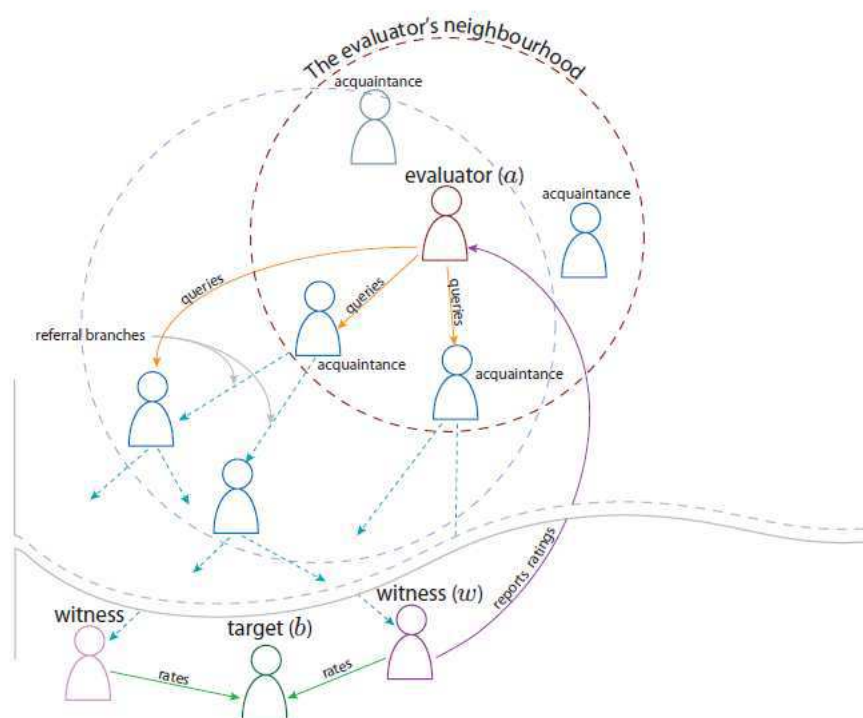 The evaluator's neighbourhood
acquaintance
evaluator (a)
acquaintance
queries
queries
queries
referral branches
acquaintance
acquaintance
reports ratings
witness
target (b)
witness (w)
rates
rates